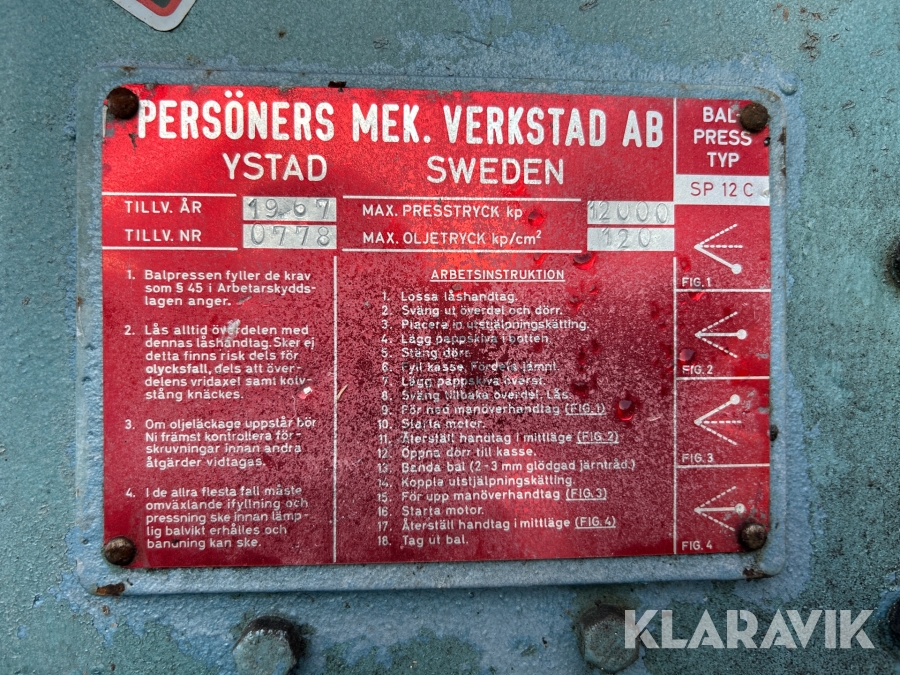 PERSÖNERS MEK. VERKSTAD AB
YSTAD SWEDEN
BAL-
PRESS
TYP
SP 12 C
TILLV. ÅR 1967
TILLV. NR 0778
MAX. PRESSTRYCK kp 12000
MAX. OLJETRYCK kp/cm² 120
1. Balpressen fyller de krav
som § 45 i Arbetarskydds-
lagen anger.
2. Lås alltid överdelen med
dennas låshandtag. Sker ej
detta finns risk dels för
olycksfall, dels att över-
delens vridaxel samt kolv-
stång knäckes.
3. Om oljeläckage uppstår bör
Ni främst kontrollera för-
skruvningar innan andra
åtgärder vidtagas.
4. I de allra flesta fall måste
omväxlande ifyllning och
pressning ske innan lämp-
lig balvikt erhålles och
bandning kan ske.
ARBETSINSTRUKTION
1. Lossa låshandtag.
2. Sväng ut överdel och dörr.
3. Placera in utstjälpningskätting.
4. Lägg pappskiva i botten.
5. Stäng dörr.
6. Fyll kasse. Fördela jämnt.
7. Lägg pappskiva överst.
8. Sväng tillbaka överdel. Lås.
9. För ned manöverhandtag (FIG.1)
10. Starta motor.
11. Återställ handtag i mittläge (FIG.2)
12. Öppna dörr till kasse.
13. Banda bal (2-3 mm glödgad järntråd.)
14. Koppla utstjälpningskätting.
15. För upp manöverhandtag (FIG.3)
16. Starta motor.
17. Återställ handtag i mittläge (FIG.4)
18. Tag ut bal.
FIG.1
FIG.2
FIG.3
FIG.4
KLARAVIK